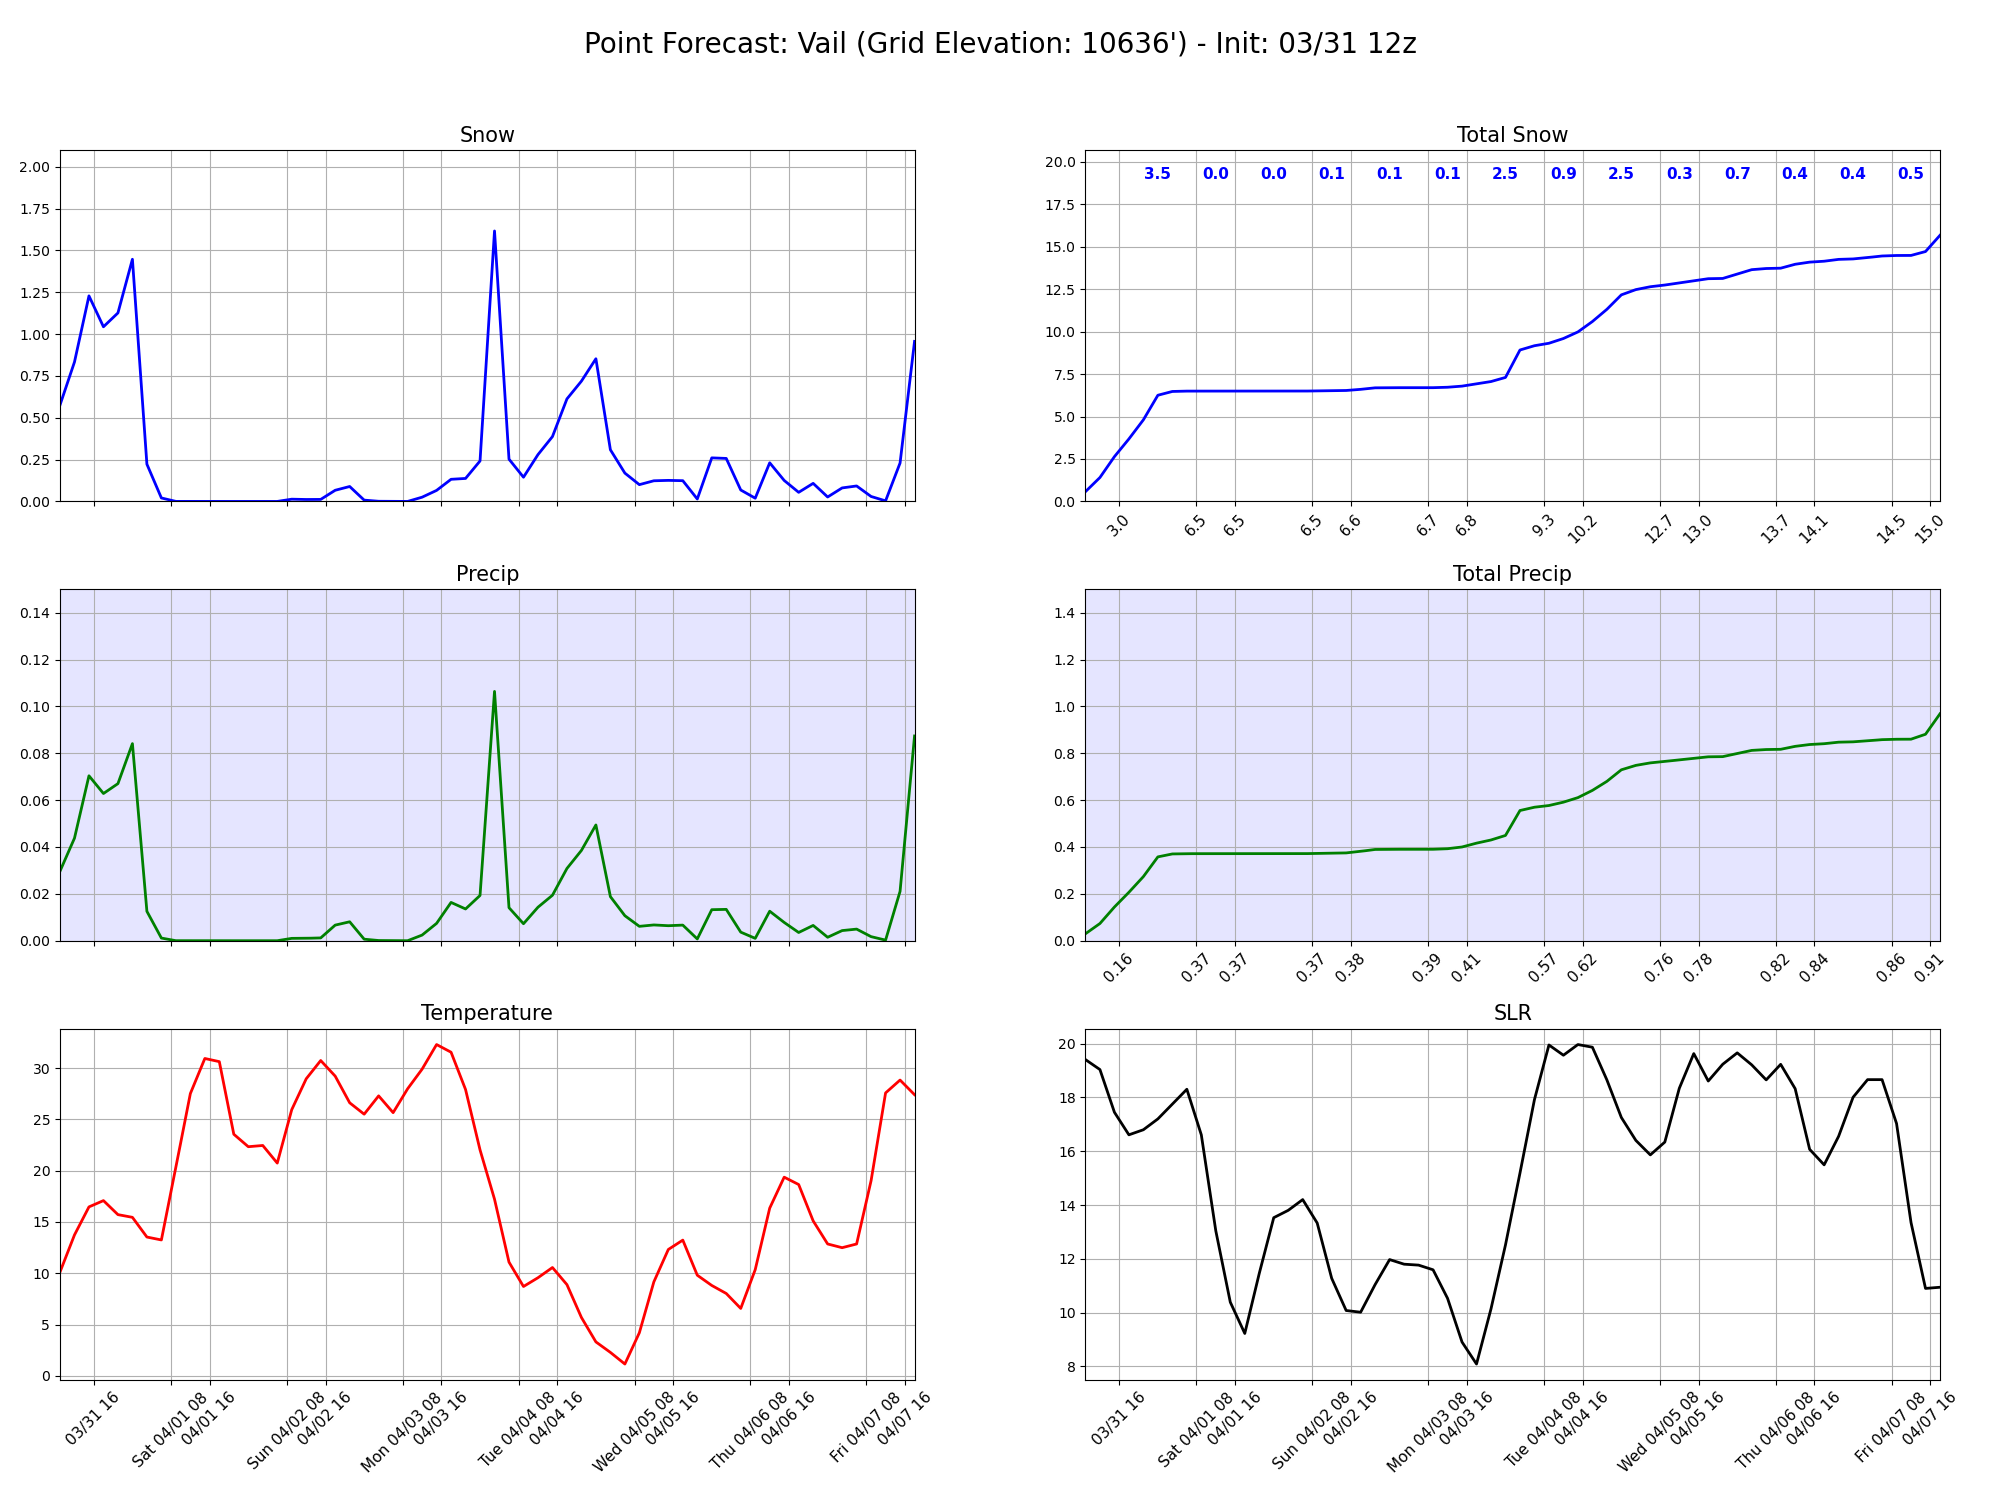 Point Forecast: Vail (Grid Elevation: 10636') - Init: 03/31 12z
Snow
2.00
1.75
1.50
1.25
1.00
0.75
0.50
0.25
0.00
Total Snow
20.0
17.5
15.0
12.5
10.0
7.5
5.0
2.5
0.0
3.5 0.0 0.0 0.1 0.1 0.1 2.5 0.9 2.5 0.3 0.7 0.4 0.4 0.5
3.0 6.5 6.5 6.5 6.6 6.7 6.8 9.3 10.2 12.7 13.0 13.7 14.1 14.5 15.0
Precip
0.14
0.12
0.10
0.08
0.06
0.04
0.02
0.00
Total Precip
1.4
1.2
1.0
0.8
0.6
0.4
0.2
0.0
0.16 0.37 0.37 0.37 0.38 0.39 0.41 0.57 0.62 0.76 0.78 0.82 0.84 0.86 0.91
Temperature
30
25
20
15
10
5
0
03/31 16
Sat 04/01 08
04/01 16
Sun 04/02 08
04/02 16
Mon 04/03 08
04/03 16
Tue 04/04 08
04/04 16
Wed 04/05 08
04/05 16
Thu 04/06 08
04/06 16
Fri 04/07 08
04/07 16
SLR
20
18
16
14
12
10
8
03/31 16
Sat 04/01 08
04/01 16
Sun 04/02 08
04/02 16
Mon 04/03 08
04/03 16
Tue 04/04 08
04/04 16
Wed 04/05 08
04/05 16
Thu 04/06 08
04/06 16
Fri 04/07 08
04/07 16